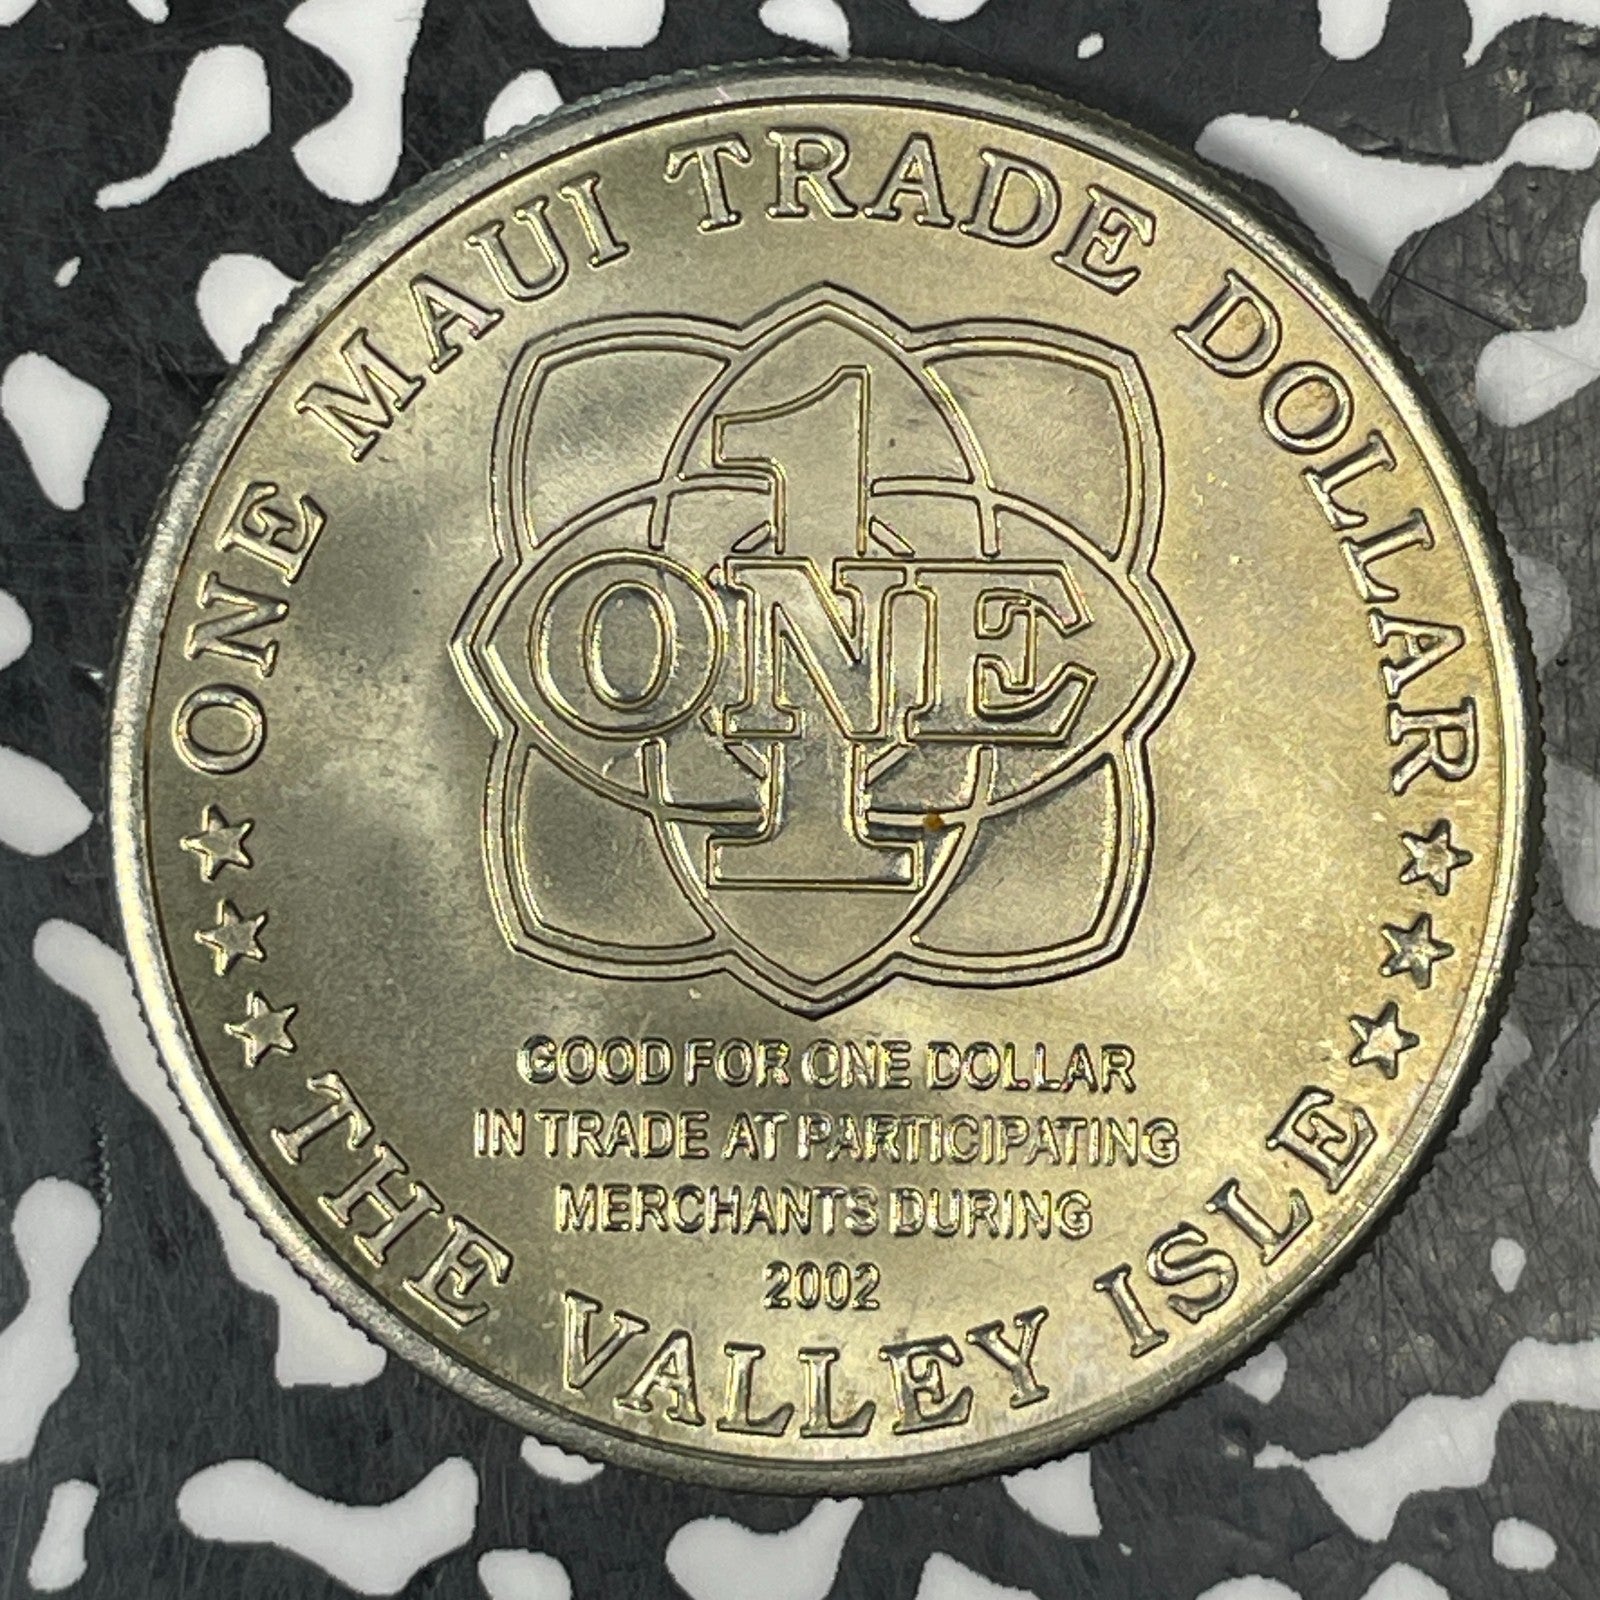 ONE MAUI TRADE DOLLAR
1
ONE
GOOD FOR ONE DOLLAR
IN TRADE AT PARTICIPATING
MERCHANTS DURING
2002
THE VALLEY ISLE